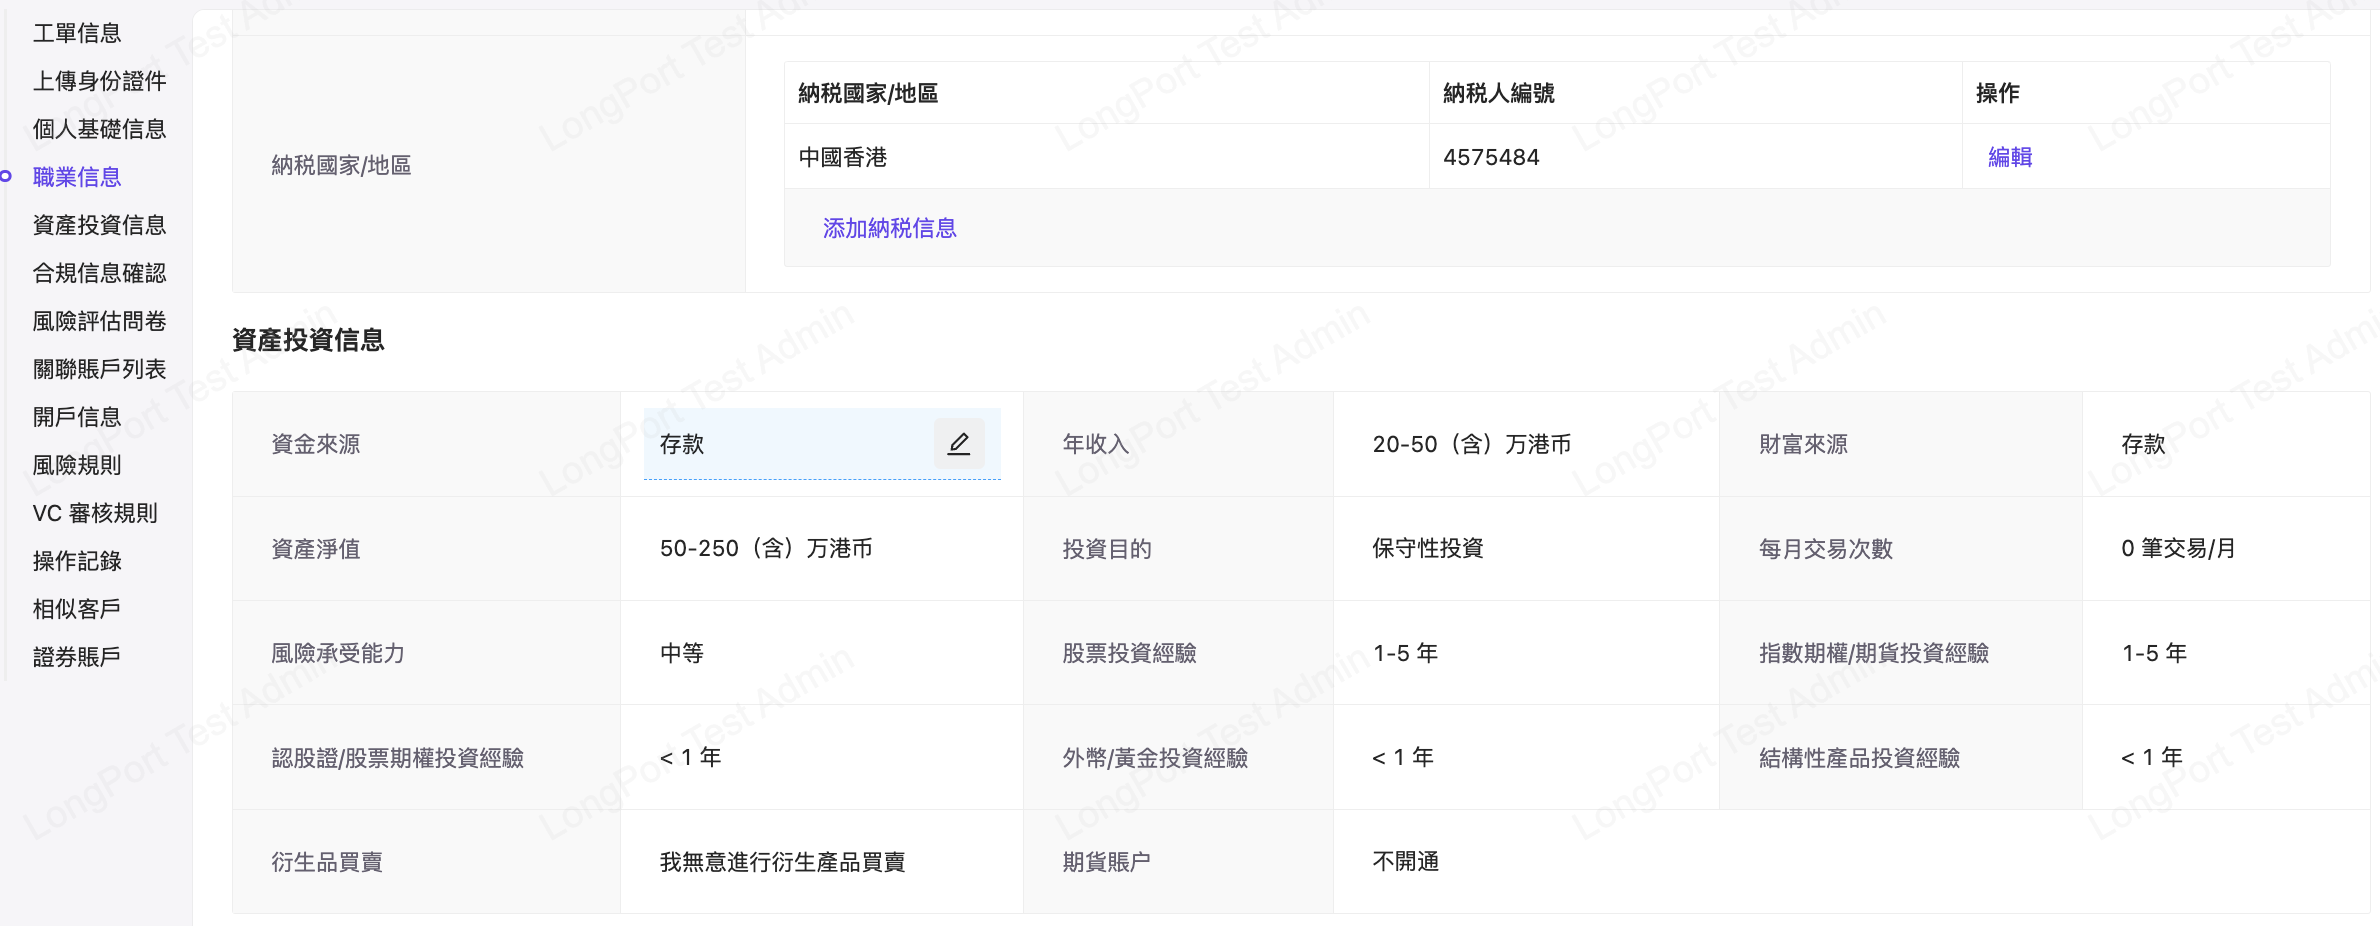 工單信息
上傳身份證件
個人基礎信息
職業信息
資產投資信息
合規信息確認
風險評估問卷
關聯賬戶列表
開戶信息
風險規則
VC 審核規則
操作記錄
相似客戶
證券賬戶
納税國家/地區
納税國家/地區 納税人編號 操作
中國香港 4575484 編輯
添加納税信息
資產投資信息
資金來源 存款 年收入 20-50（含）万港币 財富來源 存款
資產淨值 50-250（含）万港币 投資目的 保守性投資 每月交易次數 0 筆交易/月
風險承受能力 中等 股票投資經驗 1-5 年 指數期權/期貨投資經驗 1-5 年
認股證/股票期權投資經驗 < 1 年 外幣/黃金投資經驗 < 1 年 結構性產品投資經驗 < 1 年
衍生品買賣 我無意進行衍生產品買賣 期貨賬户 不開通
LongPort Test Admin